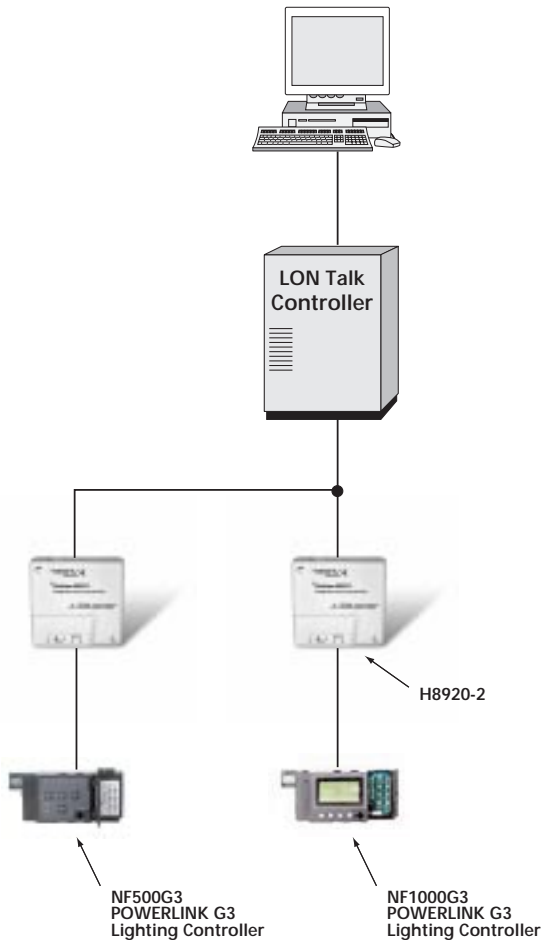 LON Talk
Controller
H8920-2
NF500G3
POWERLINK G3
Lighting Controller
NF1000G3
POWERLINK G3
Lighting Controller